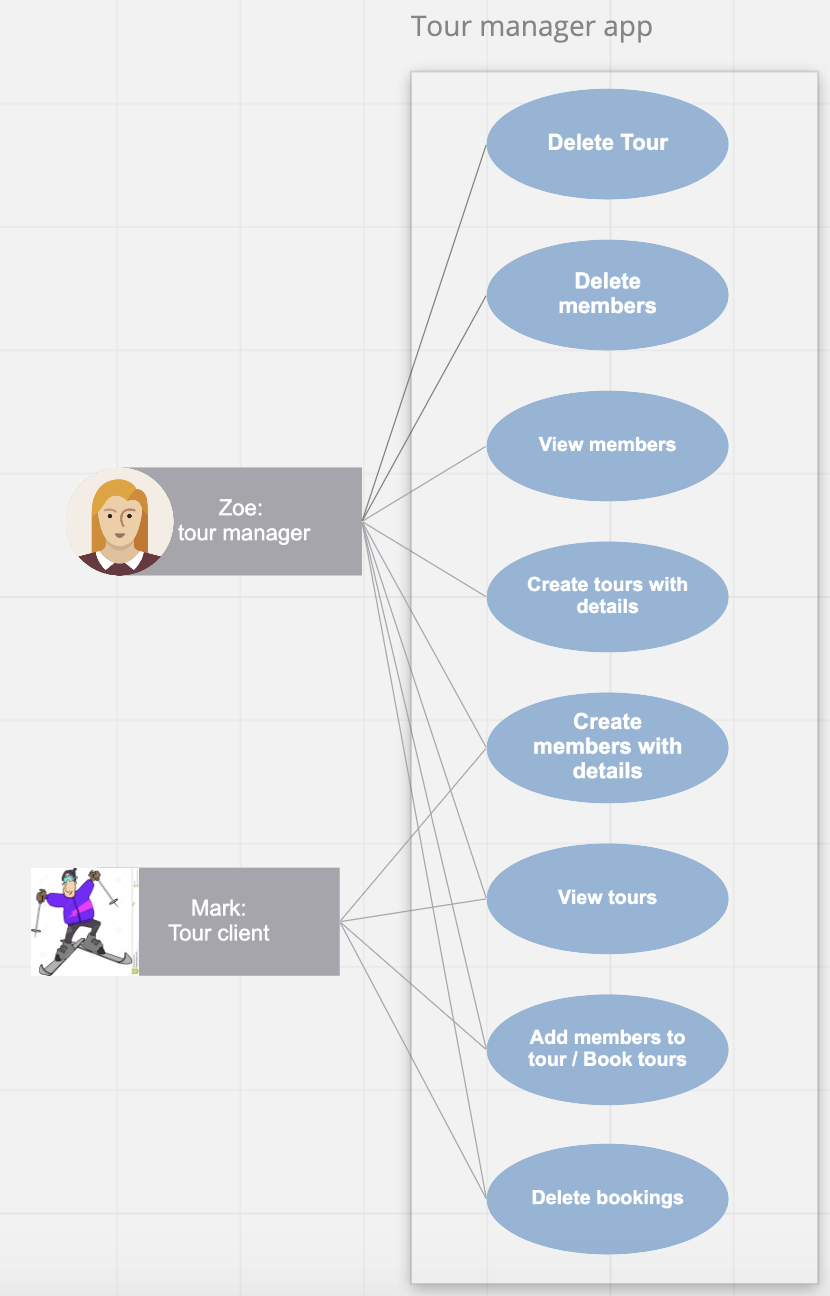 Tour manager app
Delete Tour
Delete
members
View members
Zoe:
tour manager
Create tours with
details
Create
members with
details
Mark:
Tour client
View tours
Add members to
tour / Book tours
Delete bookings